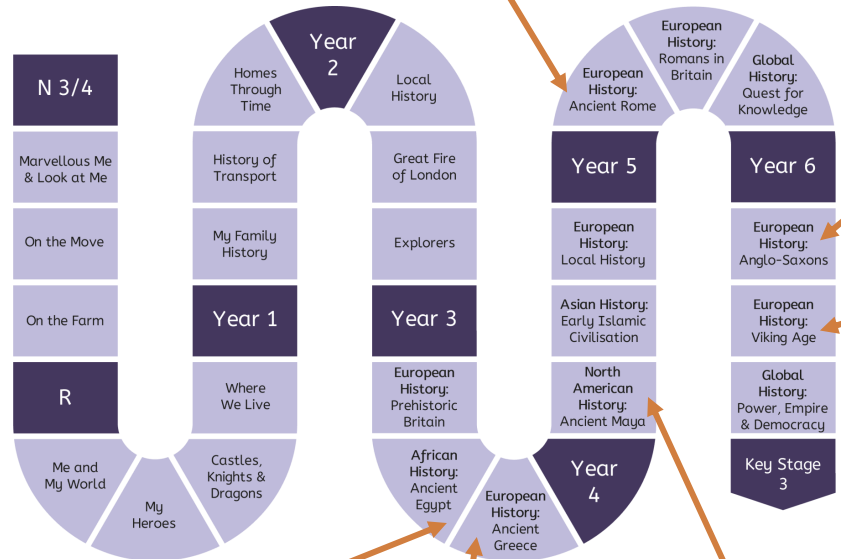 N 3/4
Marvellous Me
& Look at Me
On the Move
On the Farm
R
Me and
My World
My
Heroes
Castles,
Knights &
Dragons
Where
We Live
Year 1
My Family
History
History of
Transport
Homes
Through
Time
Year
2
Local
History
Great Fire
of London
Explorers
Year 3
European
History:
Prehistoric
Britain
African
History:
Ancient
Egypt
European
History:
Ancient
Greece
Year
4
North
American
History:
Ancient Maya
Asian History:
Early Islamic
Civilisation
European
History:
Local History
Year 5
European
History:
Ancient Rome
European
History:
Romans in
Britain
Global
History:
Quest for
Knowledge
Year 6
European
History:
Anglo-Saxons
European
History:
Viking Age
Global
History:
Power, Empire
& Democracy
Key Stage
3